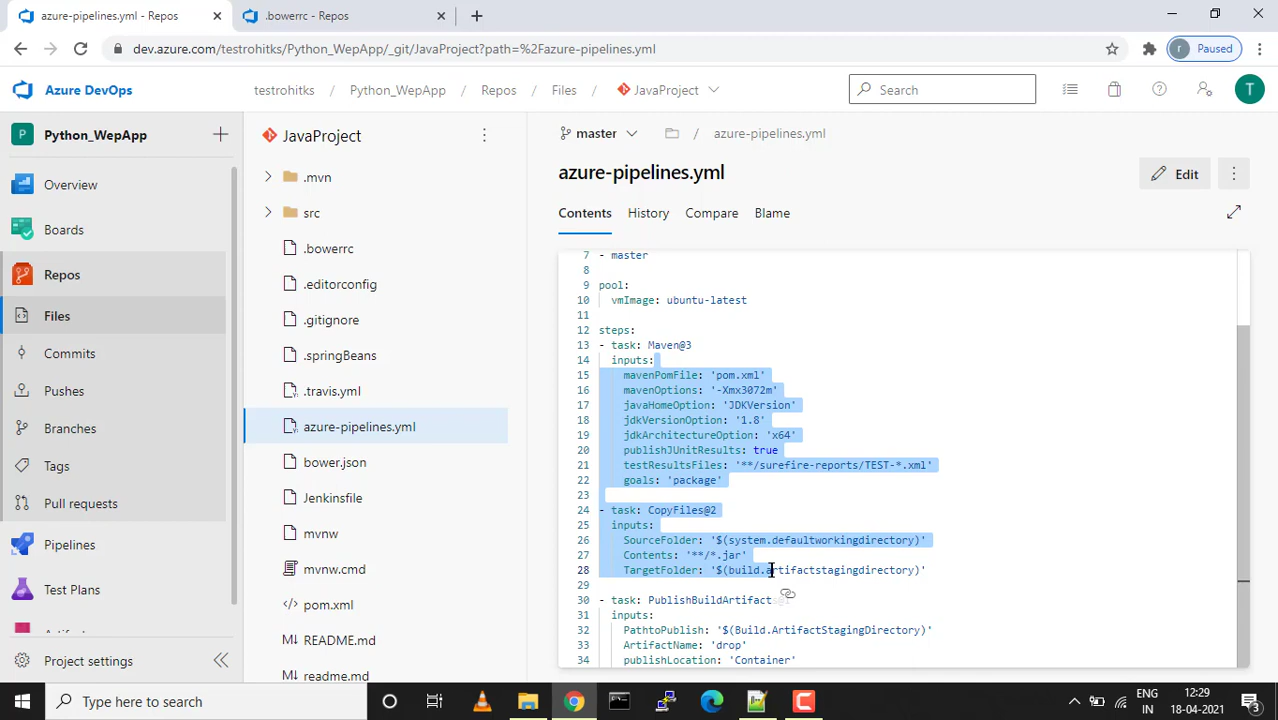 azure-pipelines.yml - Repos
.bowerrc - Repos
dev.azure.com/testrohitks/Python_WepApp/_git/JavaProject?path=%2Fazure-pipelines.yml
r Paused
Azure DevOps
testrohitks / Python_WepApp / Repos / Files / JavaProject
Search
T
P Python_WepApp
Overview
Boards
Repos
Files
Commits
Pushes
Branches
Tags
Pull requests
Pipelines
Test Plans
Project settings
JavaProject
.mvn
src
.bowerrc
.editorconfig
.gitignore
.springBeans
.travis.yml
azure-pipelines.yml
bower.json
Jenkinsfile
mvnw
mvnw.cmd
pom.xml
README.md
readme.md
master / azure-pipelines.yml
azure-pipelines.yml
Edit
Contents History Compare Blame
7 - master
8
9 pool:
10 vmImage: ubuntu-latest
11
12 steps:
13 - task: Maven@3
14 inputs:
15 mavenPomFile: 'pom.xml'
16 mavenOptions: '-Xmx3072m'
17 javaHomeOption: 'JDKVersion'
18 jdkVersionOption: '1.8'
19 jdkArchitectureOption: 'x64'
20 publishJUnitResults: true
21 testResultsFiles: '**/surefire-reports/TEST-*.xml'
22 goals: 'package'
23
24 - task: CopyFiles@2
25 inputs:
26 SourceFolder: '$(system.defaultworkingdirectory)'
27 Contents: '**/*.jar'
28 TargetFolder: '$(build.artifactstagingdirectory)'
29
30 - task: PublishBuildArtifacts@1
31 inputs:
32 PathtoPublish: '$(Build.ArtifactStagingDirectory)'
33 ArtifactName: 'drop'
34 publishLocation: 'Container'
Type here to search
ENG
IN
12:29
18-04-2021
3